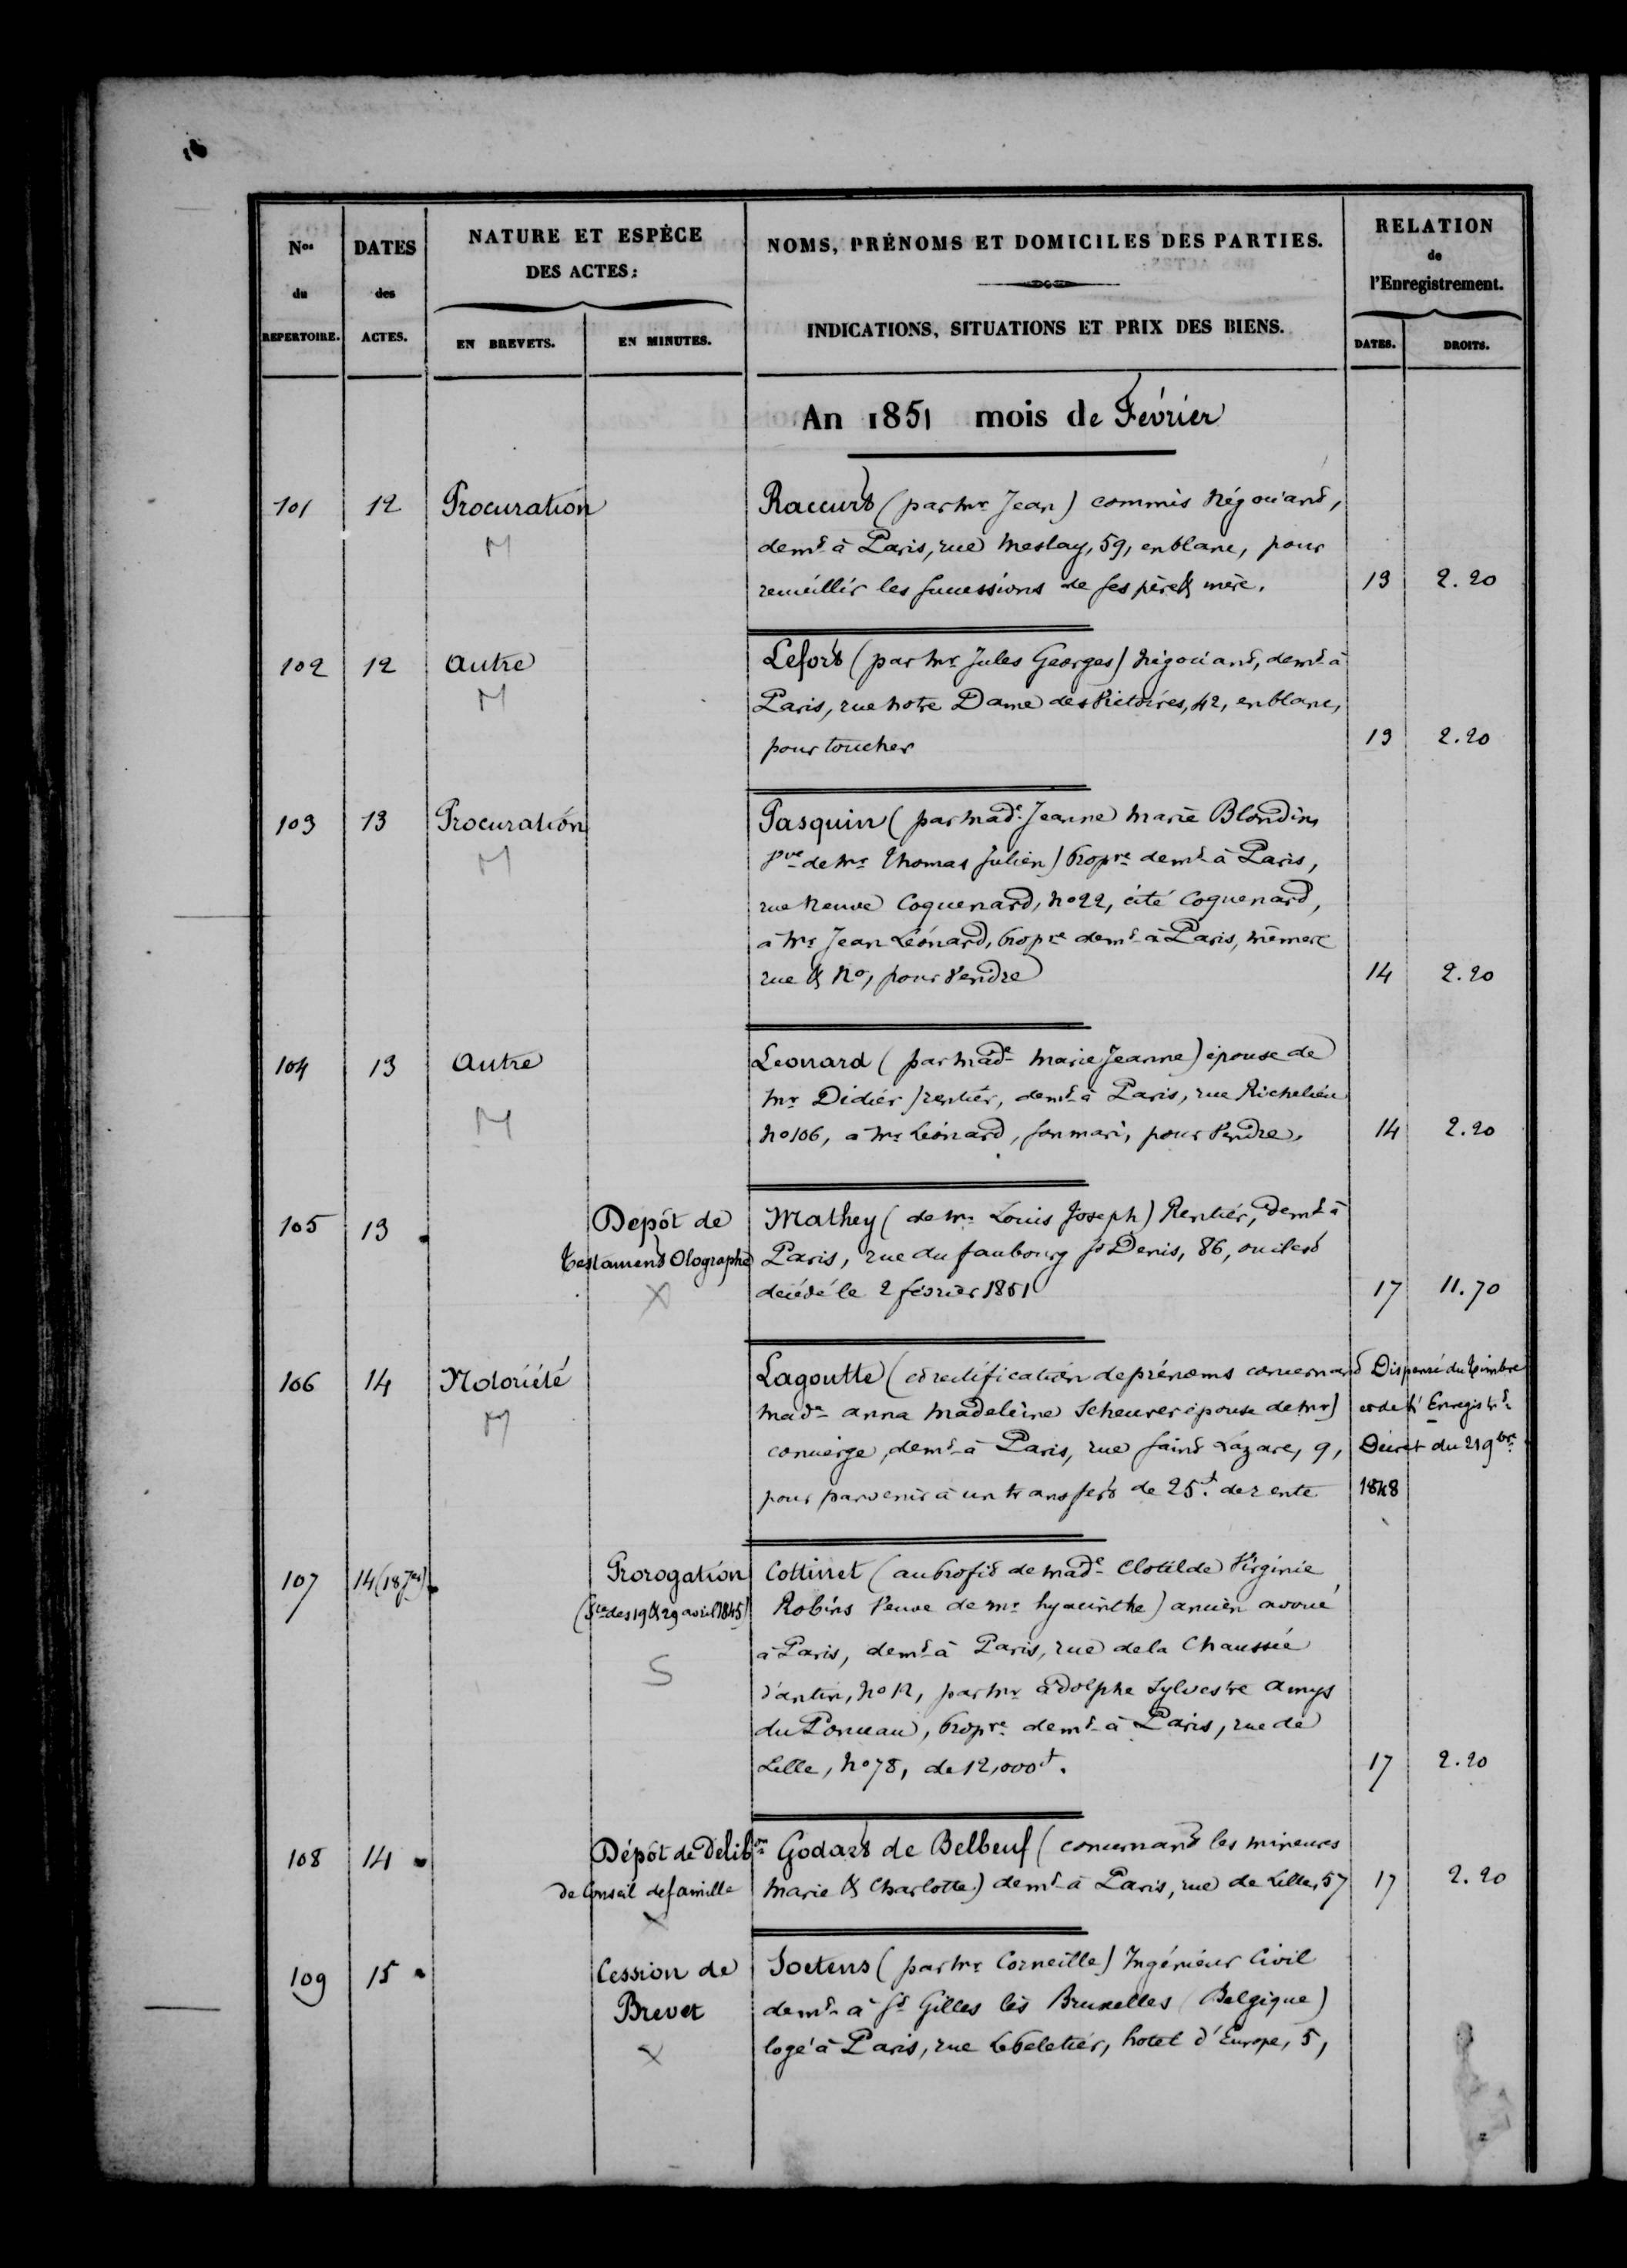 Nos du REPERTOIRE.
DATES des ACTES.
NATURE ET ESPÈCE DES ACTES:
EN BREVETS.
EN MINUTES.
NOMS, PRÉNOMS ET DOMICILES DES PARTIES.
INDICATIONS, SITUATIONS ET PRIX DES BIENS.
RELATION de l'Enregistrement.
DATES.
DROITS.
An 1851 mois de Février
101 12 Procuration Raccurt (par Mr Jean) commis Négociant,
M demt à Paris, rue Meslay, 59, en blanc, pour
recueillir les successions de ses père & mère. 13 2.20
102 12 Autre Lefort (par Mr Jules Georges) Négociant, demt à
M Paris, rue Notre Dame des Victoires, 42, en blanc,
pour toucher 13 2.20
103 13 Procuration Pasquin (par Made Jeanne Marie Blondin,
M Vve de Mr Thomas Julien) Propre demt à Paris,
rue Neuve Coquenard, No 22, cité Coquenard,
à Mr Jean Léonard, Propre demt à Paris, même
rue & No, pour Vendre 14 2.20
104 13 Autre Leonard (par Made Marie Jeanne) épouse de
Mr Didier) rentier, demt à Paris, rue Richelieu
M No 106, à Mr Léonard, son mari, pour Vendre. 14 2.20
105 13 Depôt de Mathey (de Mr Louis Joseph) Rentier, demt à
Testament Olographe Paris, rue du faubourg St Denis, 86, ou il est
X décédé le 2 février 1851 17 11.70
106 14 Notoriété Lagoutte (rectification de prénoms concernant Dispensé du timbre
M Made Anna Madeleine Scheurer épouse de Mr) et de l'Enregistrt
concierge, demt à Paris, rue Saint Lazare, 9, Décret du 2 9bre
pour parvenir à un transfert de 25f. de rente 1848
107 14 (18 Jer) Prorogation Cottinet (au Profit de Made Clotilde Virginie
(des 19 & 29 avril 1845) Robins Veuve de Mr hyacinthe) ancien avoué
S à Paris, demt à Paris, rue de la Chaussée
d'antin, No 12, par Mr adolphe Sylvestre Amys
du Ponceau, Propre demt à Paris, rue de
Lille, No 78, de 12,000f. 17 2.20
108 14 Dépôt de Délibon Godart de Belbeuf (concernant les mineures
de Conseil de famille Marie & Charlotte) demt à Paris, rue de Lille, 57 17 2.20
X
109 15 Cession de Soetens (par Mr Corneille) Ingénieur Civil
Brevet demt à St Gilles lès Bruxelles (Belgique)
X logé à Paris, rue Lepeletier, hotel d'Europe, 5,